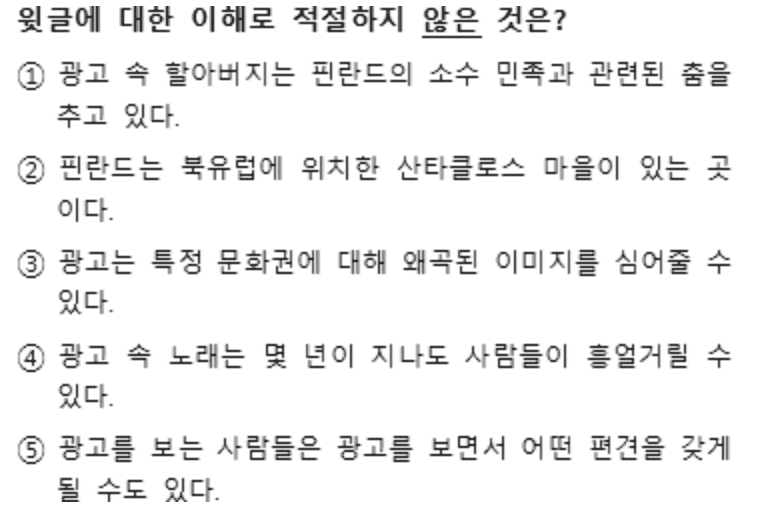 윗글에 대한 이해로 적절하지 않은 것은?
① 광고 속 할아버지는 핀란드의 소수 민족과 관련된 춤을
추고 있다.
② 핀란드는 북유럽에 위치한 산타클로스 마을이 있는 곳
이다.
③ 광고는 특정 문화권에 대해 왜곡된 이미지를 심어줄 수
있다.
④ 광고 속 노래는 몇 년이 지나도 사람들이 흥얼거릴 수
있다.
⑤ 광고를 보는 사람들은 광고를 보면서 어떤 편견을 갖게
될 수도 있다.